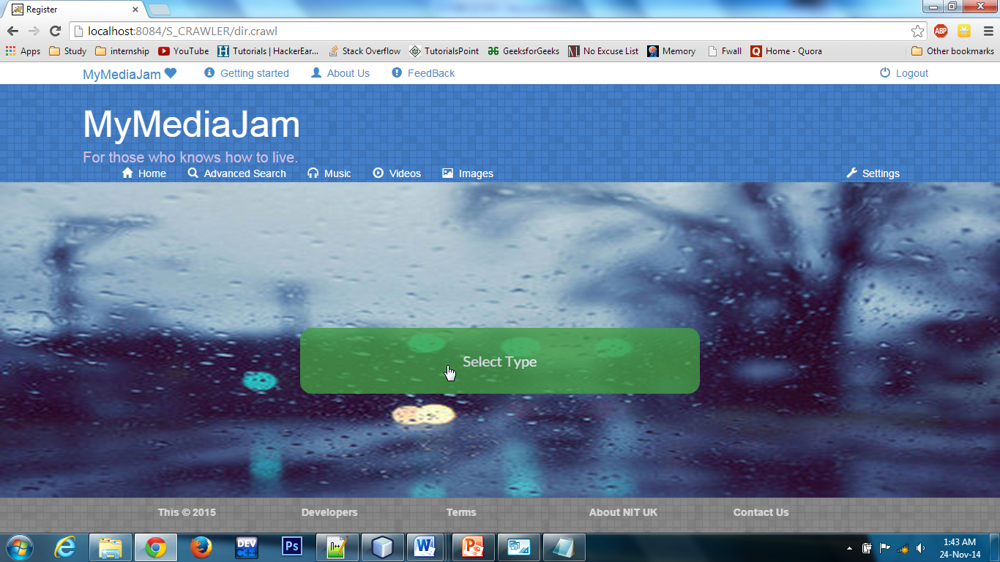 Register
localhost:8084/S_CRAWLER/dir.crawl
Apps Study internship YouTube Tutorials | HackerEar... Stack Overflow TutorialsPoint GeeksforGeeks No Excuse List Memory Fwall Home - Quora Other bookmarks
ABP
MyMediaJam Getting started About Us FeedBack Logout
MyMediaJam
For those who knows how to live.
Home Advanced Search Music Videos Images Settings
Select Type
This © 2015 Developers Terms About NIT UK Contact Us
DEV C++ Ps
1:43 AM
24-Nov-14